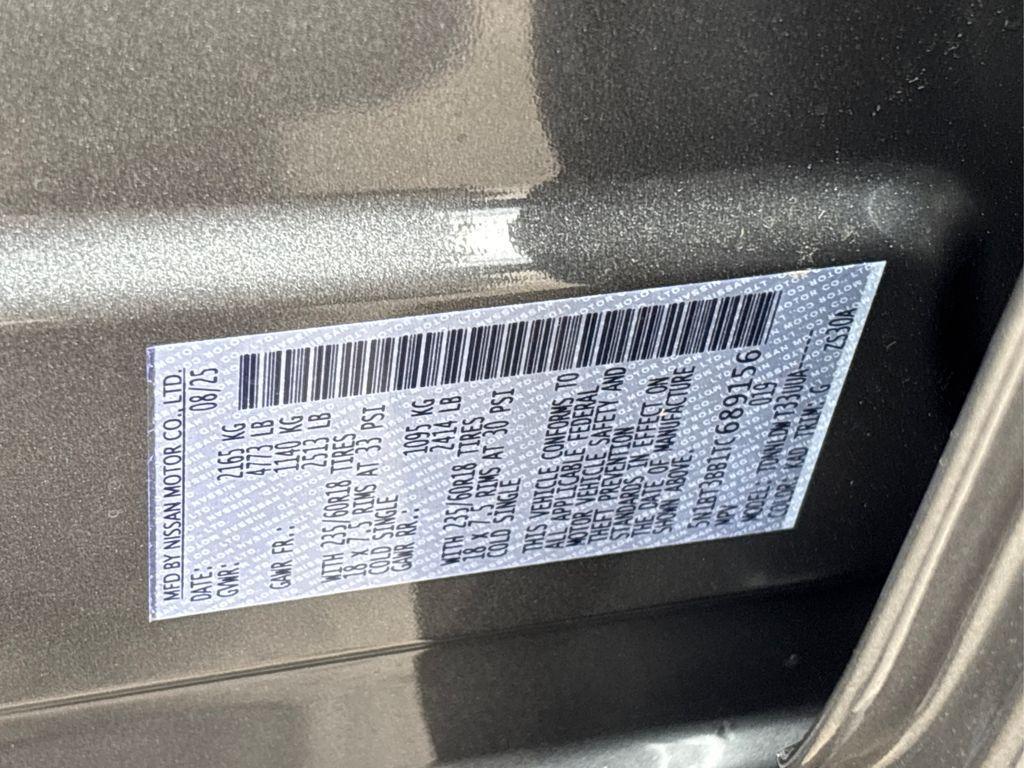 MFD BY NISSAN MOTOR CO., LTD.
DATE: 08/25
GWR: 2165 KG
4773 LB
GAWR FR.: 1140 KG
2513 LB
WITH 235/60R18 TIRES
18 x 7.5 RIMS AT 33 PSI
COLD SINGLE
GAWR RR.: 1095 KG
2414 LB
WITH 235/60R18 TIRES
18 x 7.5 RIMS AT 30 PSI
COLD SINGLE
THIS VEHICLE CONFORMS TO
ALL APPLICABLE FEDERAL
MOTOR VEHICLE SAFETY AND
THEFT PREVENTION
STANDARDS IN EFFECT ON
THE DATE OF MANUFACTURE
SHOWN ABOVE.
5N1BT3BB1TC689156
MPV 019
MODEL:
COLOR: KAD TRIM: G 2S30A